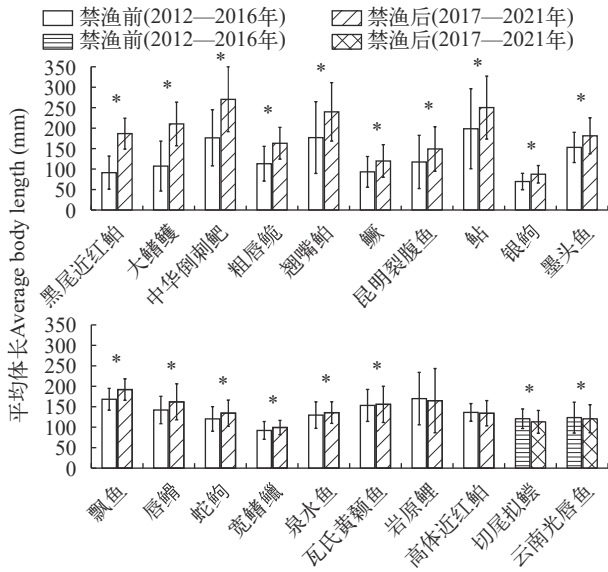 禁渔前(2012—2016年) 禁渔后(2017—2021年)
禁渔前(2012—2016年) 禁渔后(2017—2021年)
平均体长Average body length (mm)
350
300
250
200
150
100
50
0
* * * * * * * * * *
黑尾近红鲌 大鳍鳠 中华倒刺鲃 粗唇鮠 翘嘴鲌 鳜 昆明裂腹鱼 鲇 银鮈 墨头鱼
350
300
250
200
150
100
50
0
* * * * * * * *
飘鱼 唇䱻 蛇鮈 宽鳍鱲 泉水鱼 瓦氏黄颡鱼 岩原鲤 高体近红鲌 切尾拟鲿 云南光唇鱼